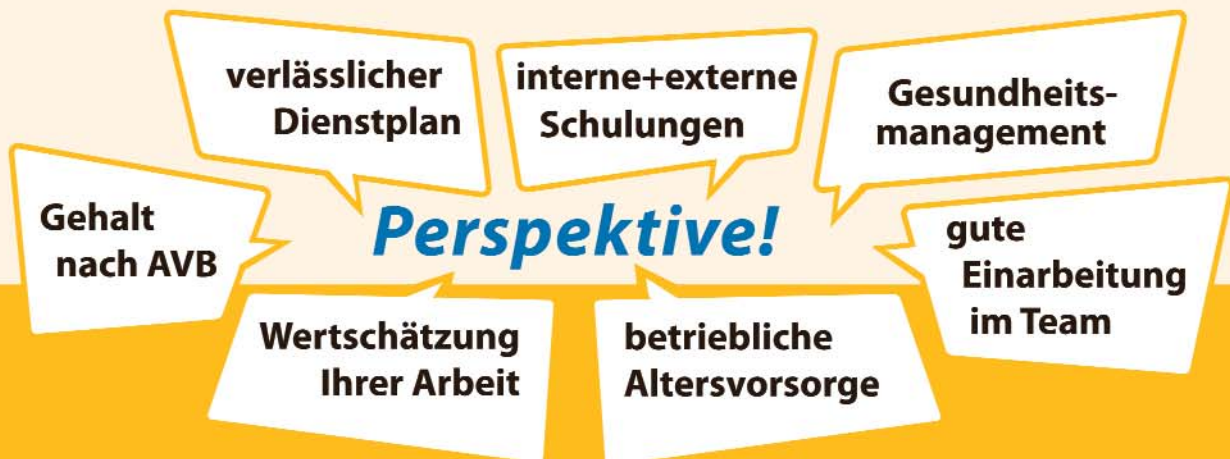 verlässlicher
Dienstplan
interne+externe
Schulungen
Gesundheits-
management
Gehalt
nach AVB
Perspektive!
gute
Einarbeitung
im Team
Wertschätzung
Ihrer Arbeit
betriebliche
Altersvorsorge